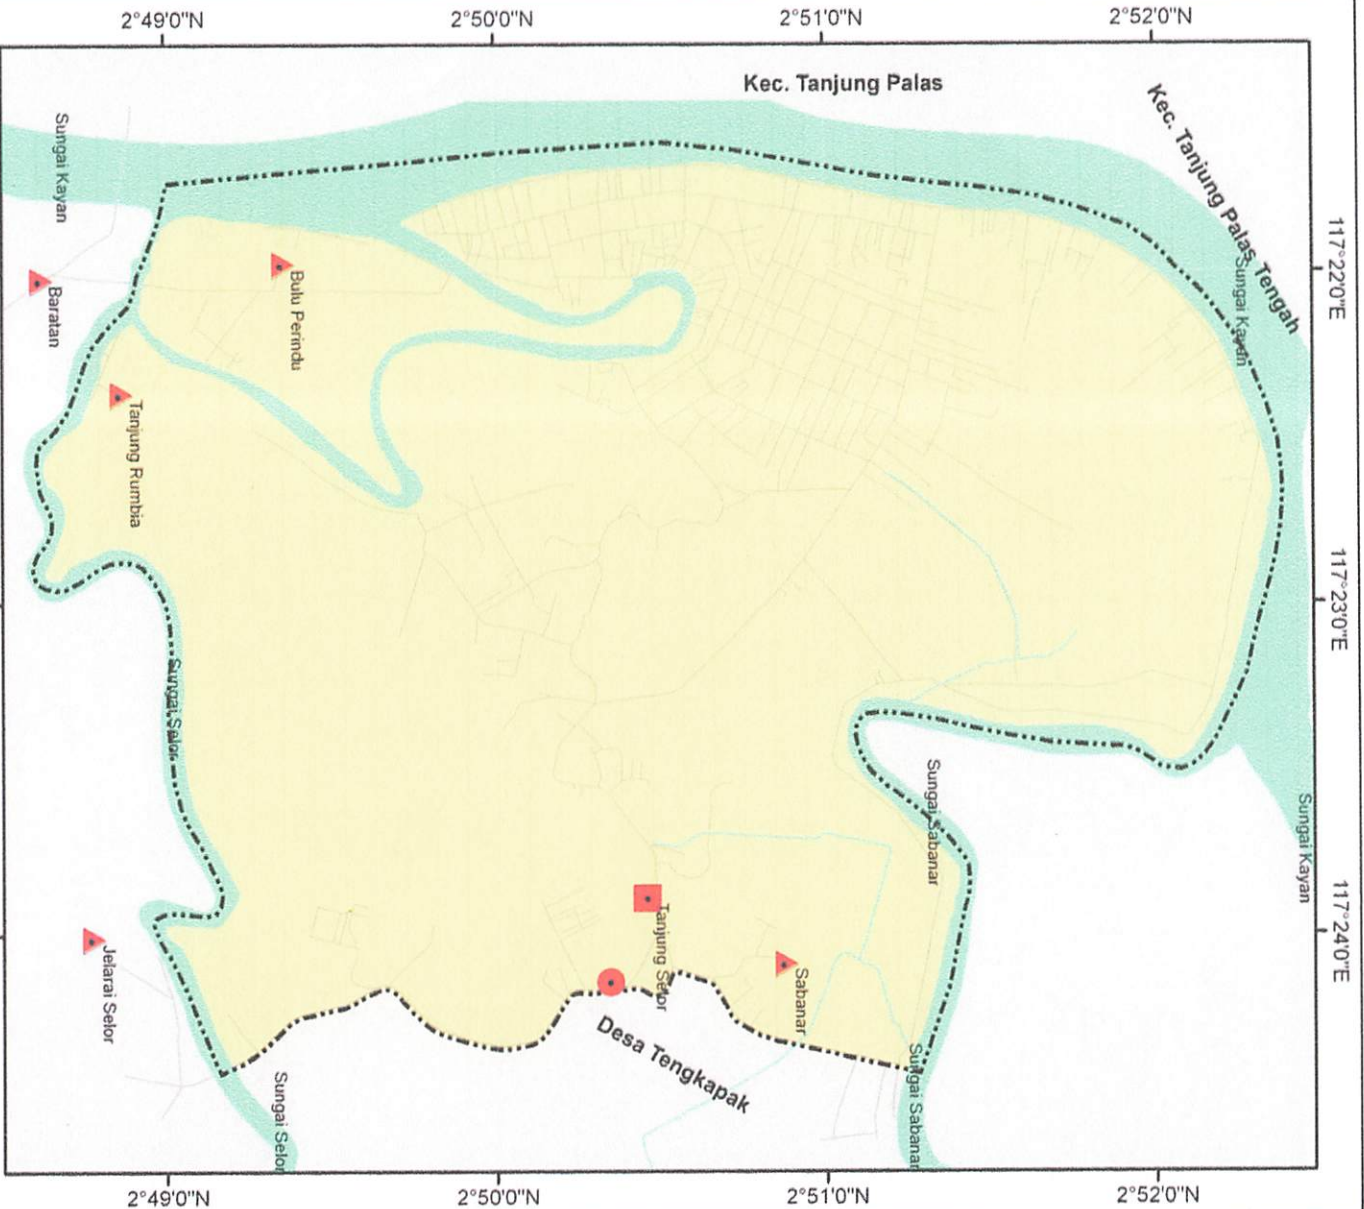 2°49'0"N
2°50'0"N
2°51'0"N
2°52'0"N
Kec. Tanjung Palas
Kec. Tanjung Palas Tengah
Sungai Kayan
Sungai Kayan
117°22'0"E
Baratan
Bulu Perindu
Tanjung Rumbia
117°23'0"E
Sungai Selor
Sungai Sabanar
Sungai Kayan
117°24'0"E
Tanjung Selor
Sabanar
Jelarai Selor
Desa Tengkapak
Sungai Selor
Sungai Sabanar
2°49'0"N
2°50'0"N
2°51'0"N
2°52'0"N